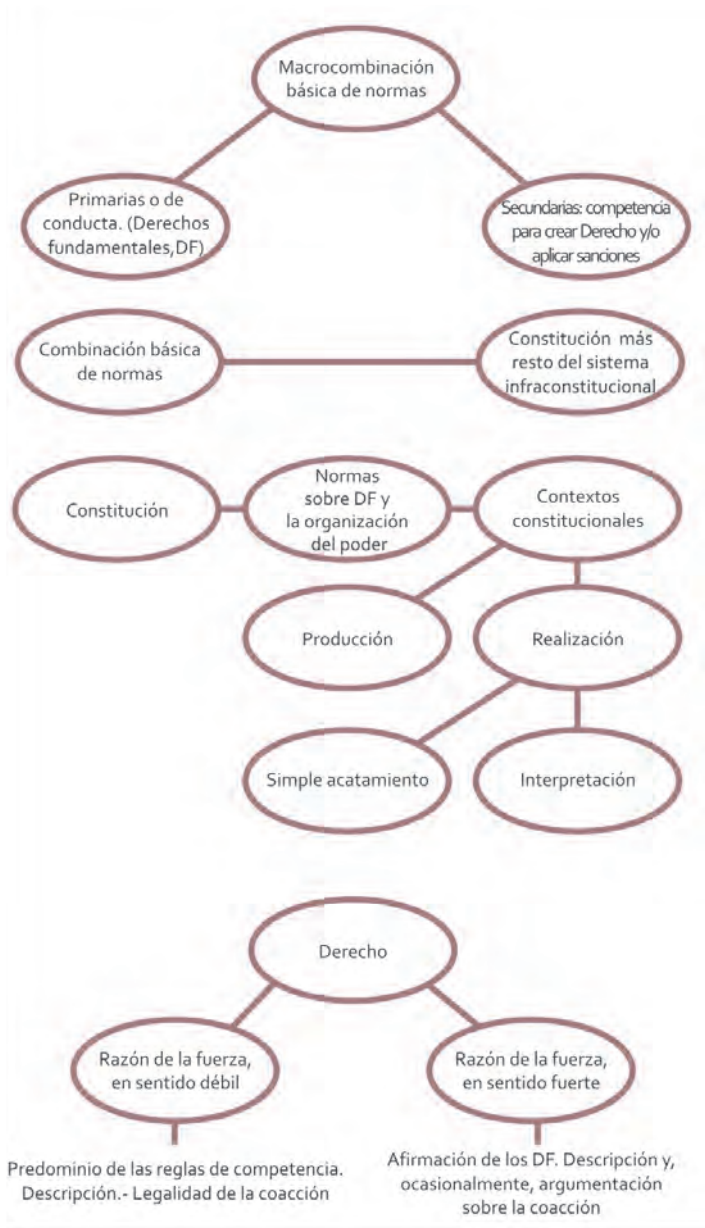 Macrocombinación
básica de normas
Primarias o de
conducta. (Derechos
fundamentales,DF)
Secundarias: competencia
para crear Derecho y/o
aplicar sanciones
Combinación básica
de normas
Constitución más
resto del sistema
infraconstitucional
Constitución
Normas
sobre DF y
la organización
del poder
Contextos
constitucionales
Producción
Realización
Simple acatamiento
Interpretación
Derecho
Razón de la fuerza,
en sentido débil
Razón de la fuerza,
en sentido fuerte
Predominio de las reglas de competencia.
Descripción.- Legalidad de la coacción
Afirmación de los DF. Descripción y,
ocasionalmente, argumentación
sobre la coacción